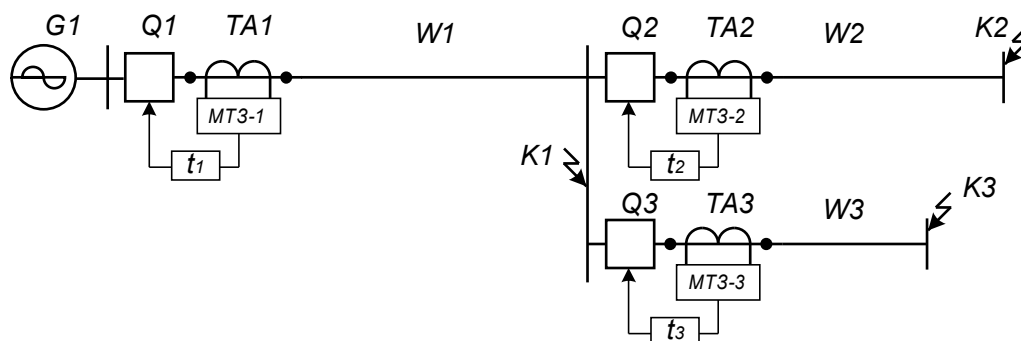 G1 Q1 TA1 W1 Q2 TA2 W2 K2
МТЗ-1 МТЗ-2
t1 K1 t2
Q3 TA3 W3 K3
МТЗ-3
t3